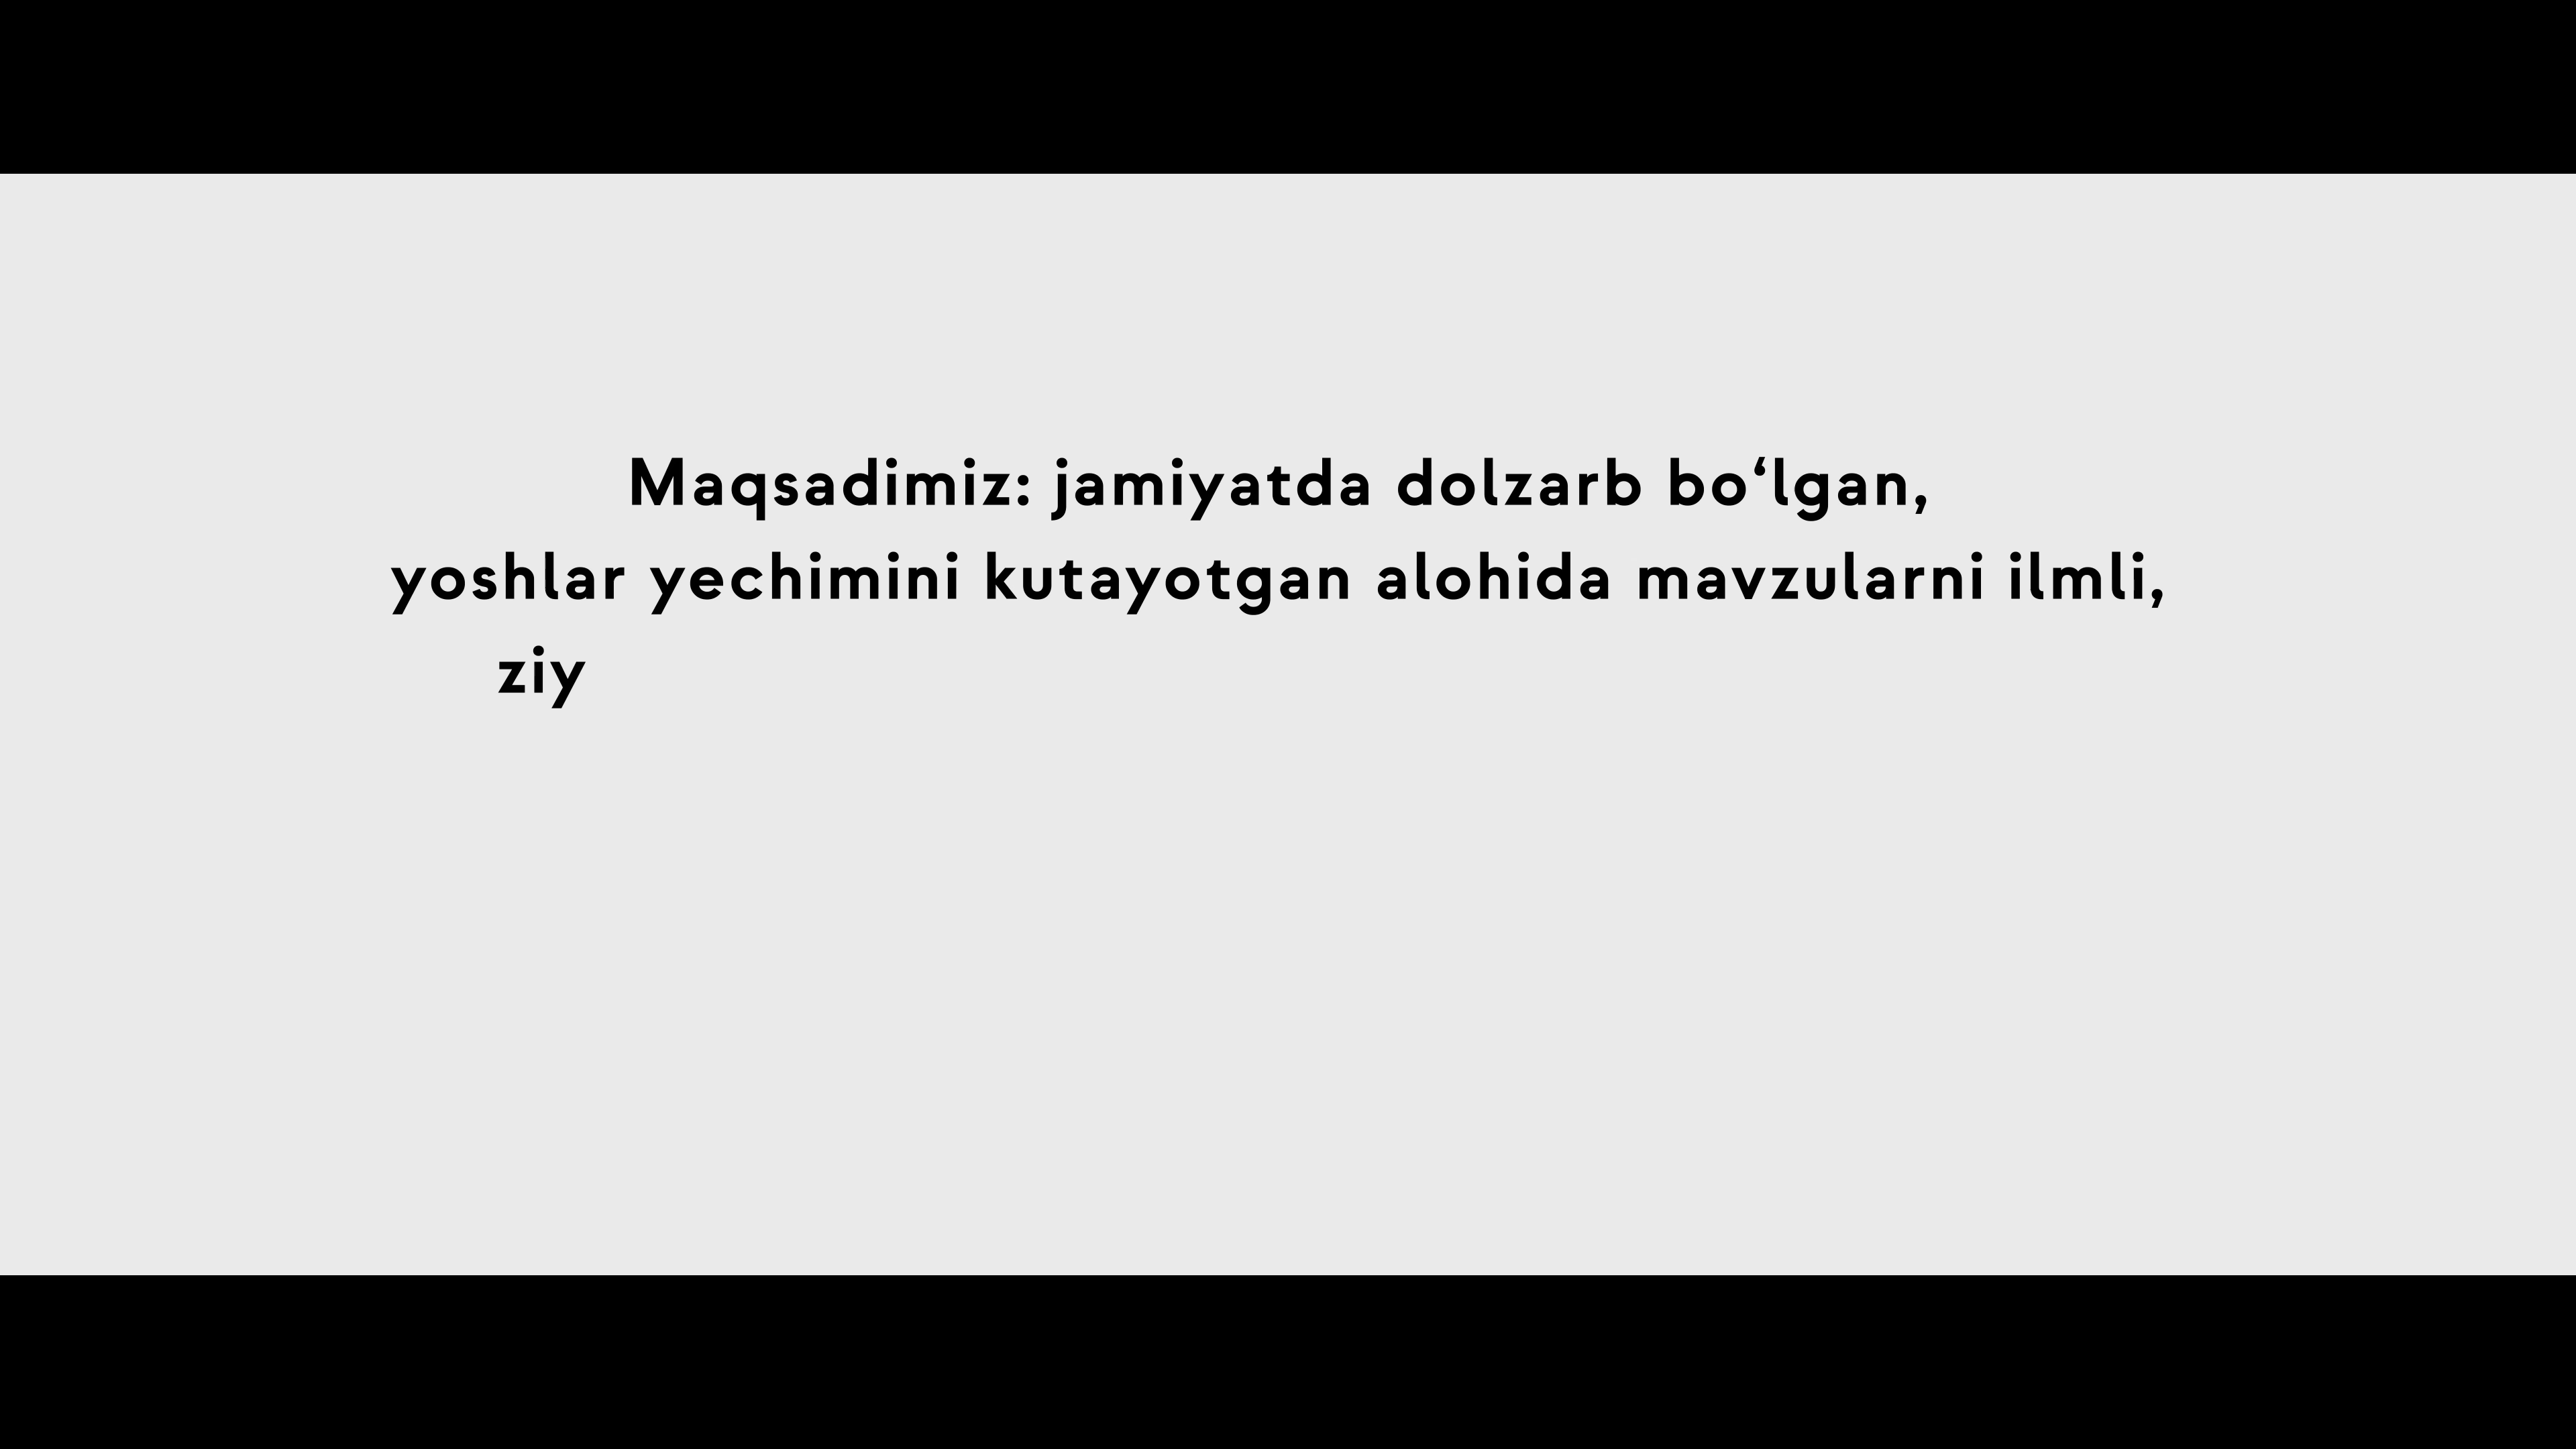 Maqsadimiz: jamiyatda dolzarb bo‘lgan,
yoshlar yechimini kutayotgan alohida mavzularni ilmli,
ziy